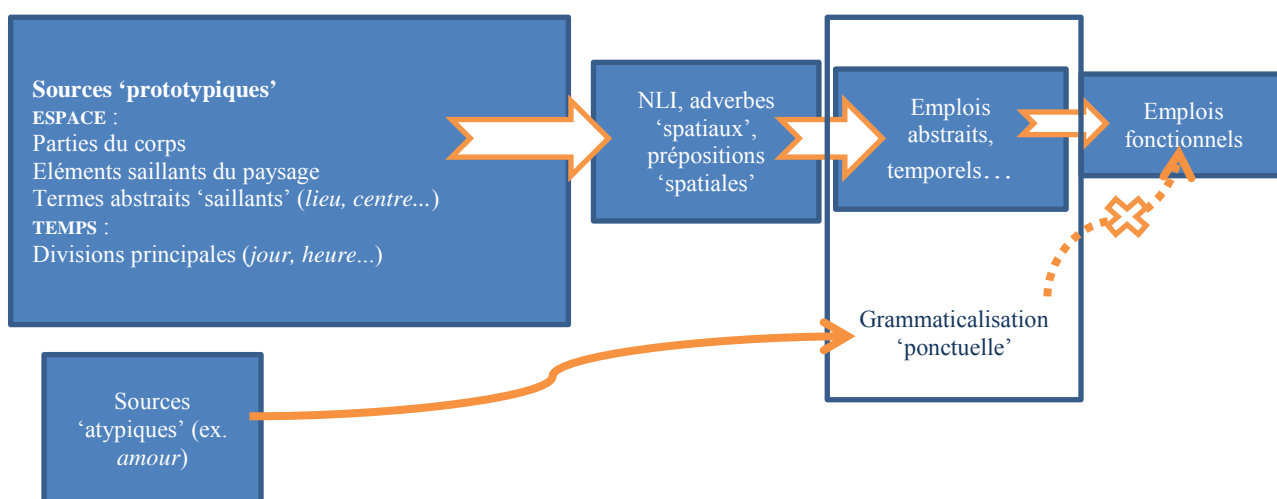 Sources ‘prototypiques’
ESPACE :
Parties du corps
Eléments saillants du paysage
Termes abstraits ‘saillants’ (lieu, centre...)
TEMPS :
Divisions principales (jour, heure...)
NLI, adverbes
‘spatiaux’,
prépositions
‘spatiales’
Emplois
abstraits,
temporels…
Emplois
fonctionnels
Grammaticalisation
‘ponctuelle’
Sources
‘atypiques’ (ex.
amour)